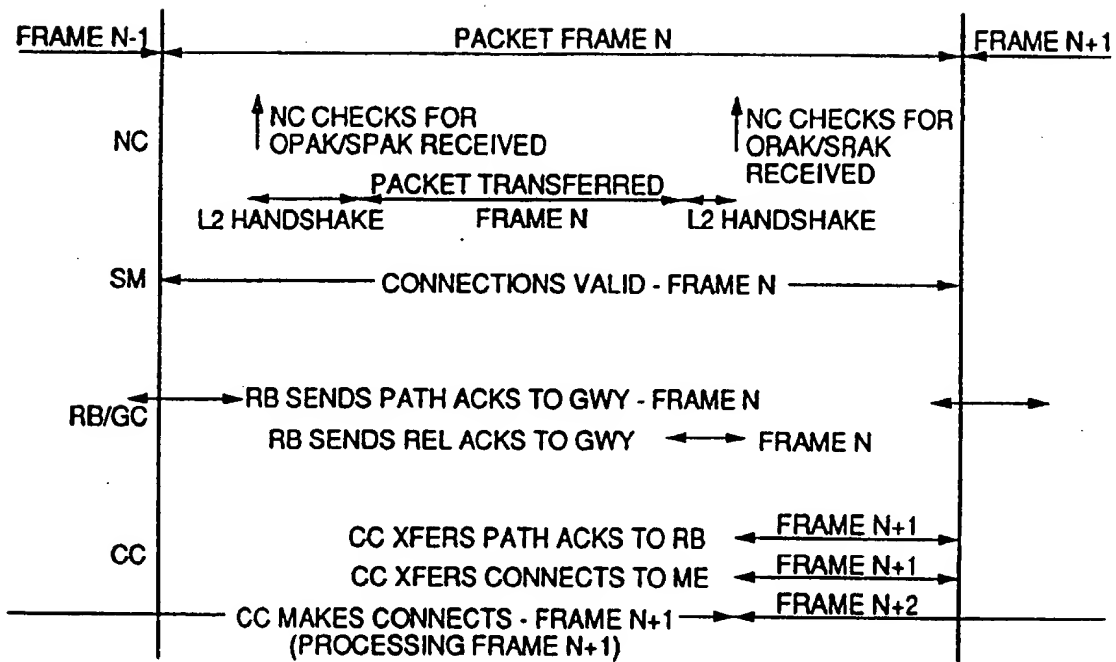 FRAME N-1
PACKET FRAME N
FRAME N+1
NC
NC CHECKS FOR
OPAK/SPAK RECEIVED
NC CHECKS FOR
ORAK/SRAK
RECEIVED
PACKET TRANSFERRED
L2 HANDSHAKE
FRAME N
L2 HANDSHAKE
SM
CONNECTIONS VALID - FRAME N
RB/GC
RB SENDS PATH ACKS TO GWY - FRAME N
RB SENDS REL ACKS TO GWY
FRAME N
CC
CC XFERS PATH ACKS TO RB
FRAME N+1
CC XFERS CONNECTS TO ME
FRAME N+1
CC MAKES CONNECTS - FRAME N+1
FRAME N+2
(PROCESSING FRAME N+1)